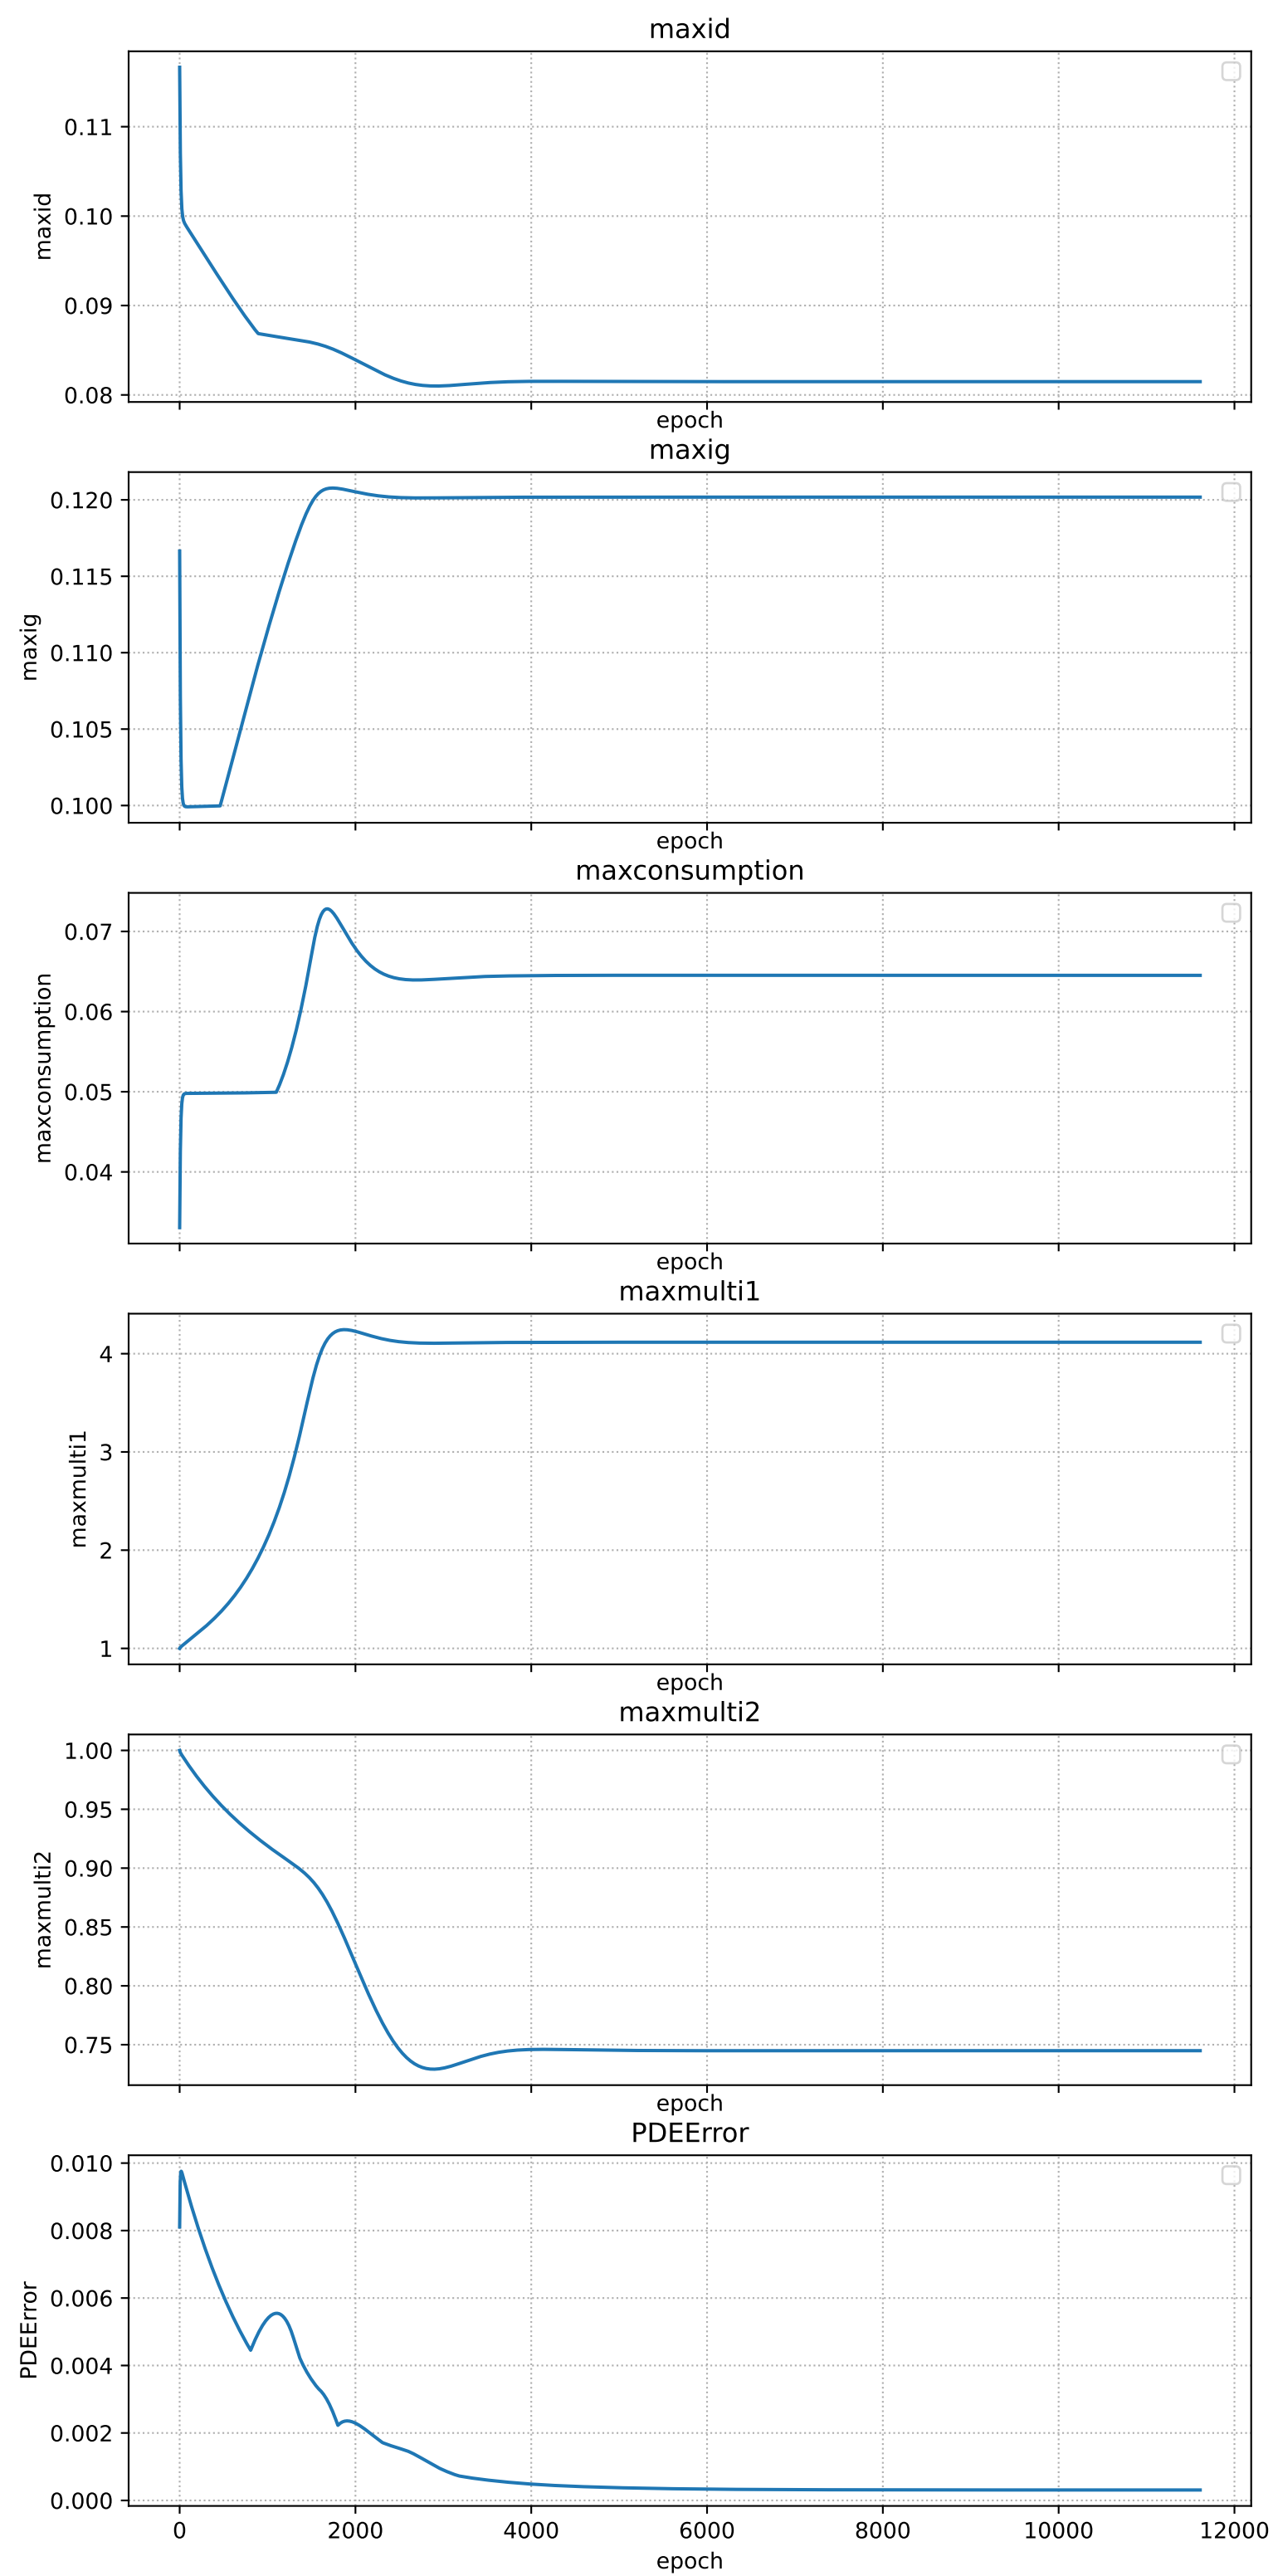 maxid
0.11
0.10
0.09
0.08
maxid
epoch
maxig
0.120
0.115
0.110
0.105
0.100
maxig
epoch
maxconsumption
0.07
0.06
0.05
0.04
maxconsumption
epoch
maxmulti1
4
3
2
1
maxmulti1
epoch
maxmulti2
1.00
0.95
0.90
0.85
0.80
0.75
maxmulti2
epoch
PDEError
0.010
0.008
0.006
0.004
0.002
0.000
PDEError
0 2000 4000 6000 8000 10000 12000
epoch